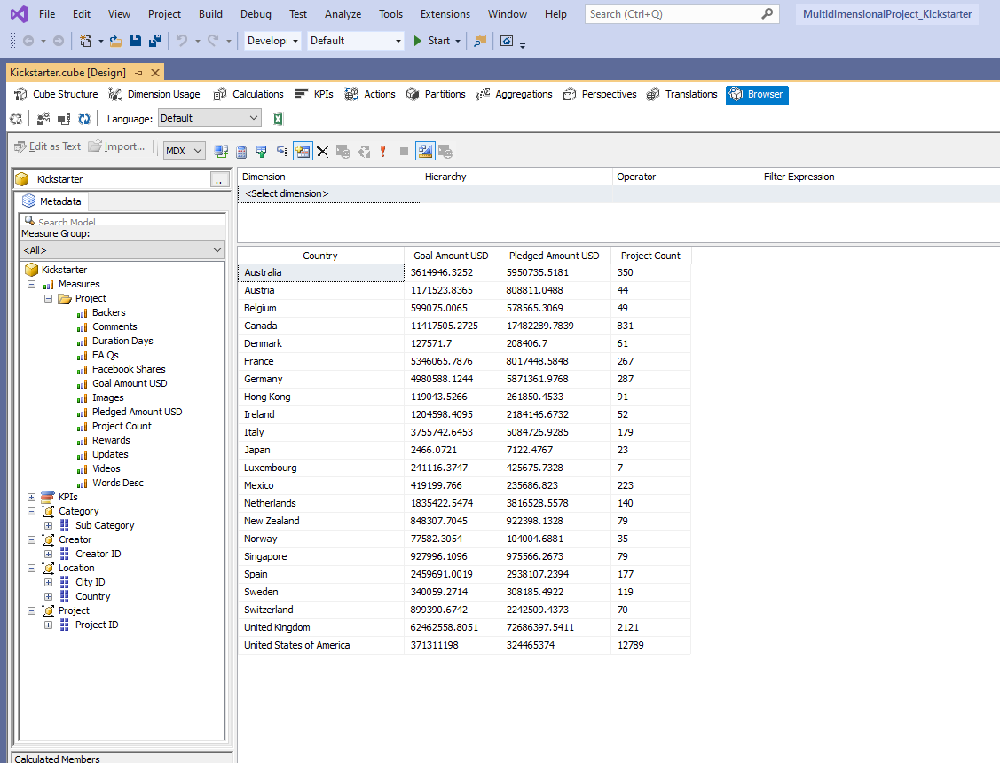 File Edit View Project Build Debug Test Analyze Tools Extensions Window Help Search (Ctrl+Q) MultidimensionalProject_Kickstarter
Default Start
Kickstarter.cube [Design]
Cube Structure Dimension Usage Calculations KPIs Actions Partitions Aggregations Perspectives Translations Browser
Language: Default
Edit as Text Import... MDX
Kickstarter ..
Metadata
Search Model
Measure Group:
<All>
Kickstarter
Measures
Project
Backers
Comments
Duration Days
FA Qs
Facebook Shares
Goal Amount USD
Images
Pledged Amount USD
Project Count
Rewards
Updates
Videos
Words Desc
KPIs
Category
Sub Category
Creator
Creator ID
Location
City ID
Country
Project
Project ID
Calculated Members
Dimension Hierarchy Operator Filter Expression
<Select dimension>
Country Goal Amount USD Pledged Amount USD Project Count
Australia 3614946.3252 5950735.5181 350
Austria 1171523.8365 808811.0488 44
Belgium 599075.0065 578565.3069 49
Canada 11417505.2725 17482289.7839 831
Denmark 127571.7 208406.7 61
France 5346065.7876 8017448.5848 267
Germany 4980588.1244 5871361.9768 287
Hong Kong 119043.5266 261850.4533 91
Ireland 1204598.4095 2184146.6732 52
Italy 3755742.6453 5084726.9285 179
Japan 2466.0721 7122.4767 23
Luxembourg 241116.3747 425675.7328 7
Mexico 419199.766 235686.823 223
Netherlands 1835422.5474 3816528.5578 140
New Zealand 848307.7045 922398.1328 79
Norway 77582.3054 104004.6881 35
Singapore 927996.1096 975566.2673 79
Spain 2459691.0019 2938107.2394 177
Sweden 340059.2714 308185.4922 119
Switzerland 899390.6742 2242509.4373 70
United Kingdom 62462558.8051 72686397.5411 2121
United States of America 371311198 324465374 12789